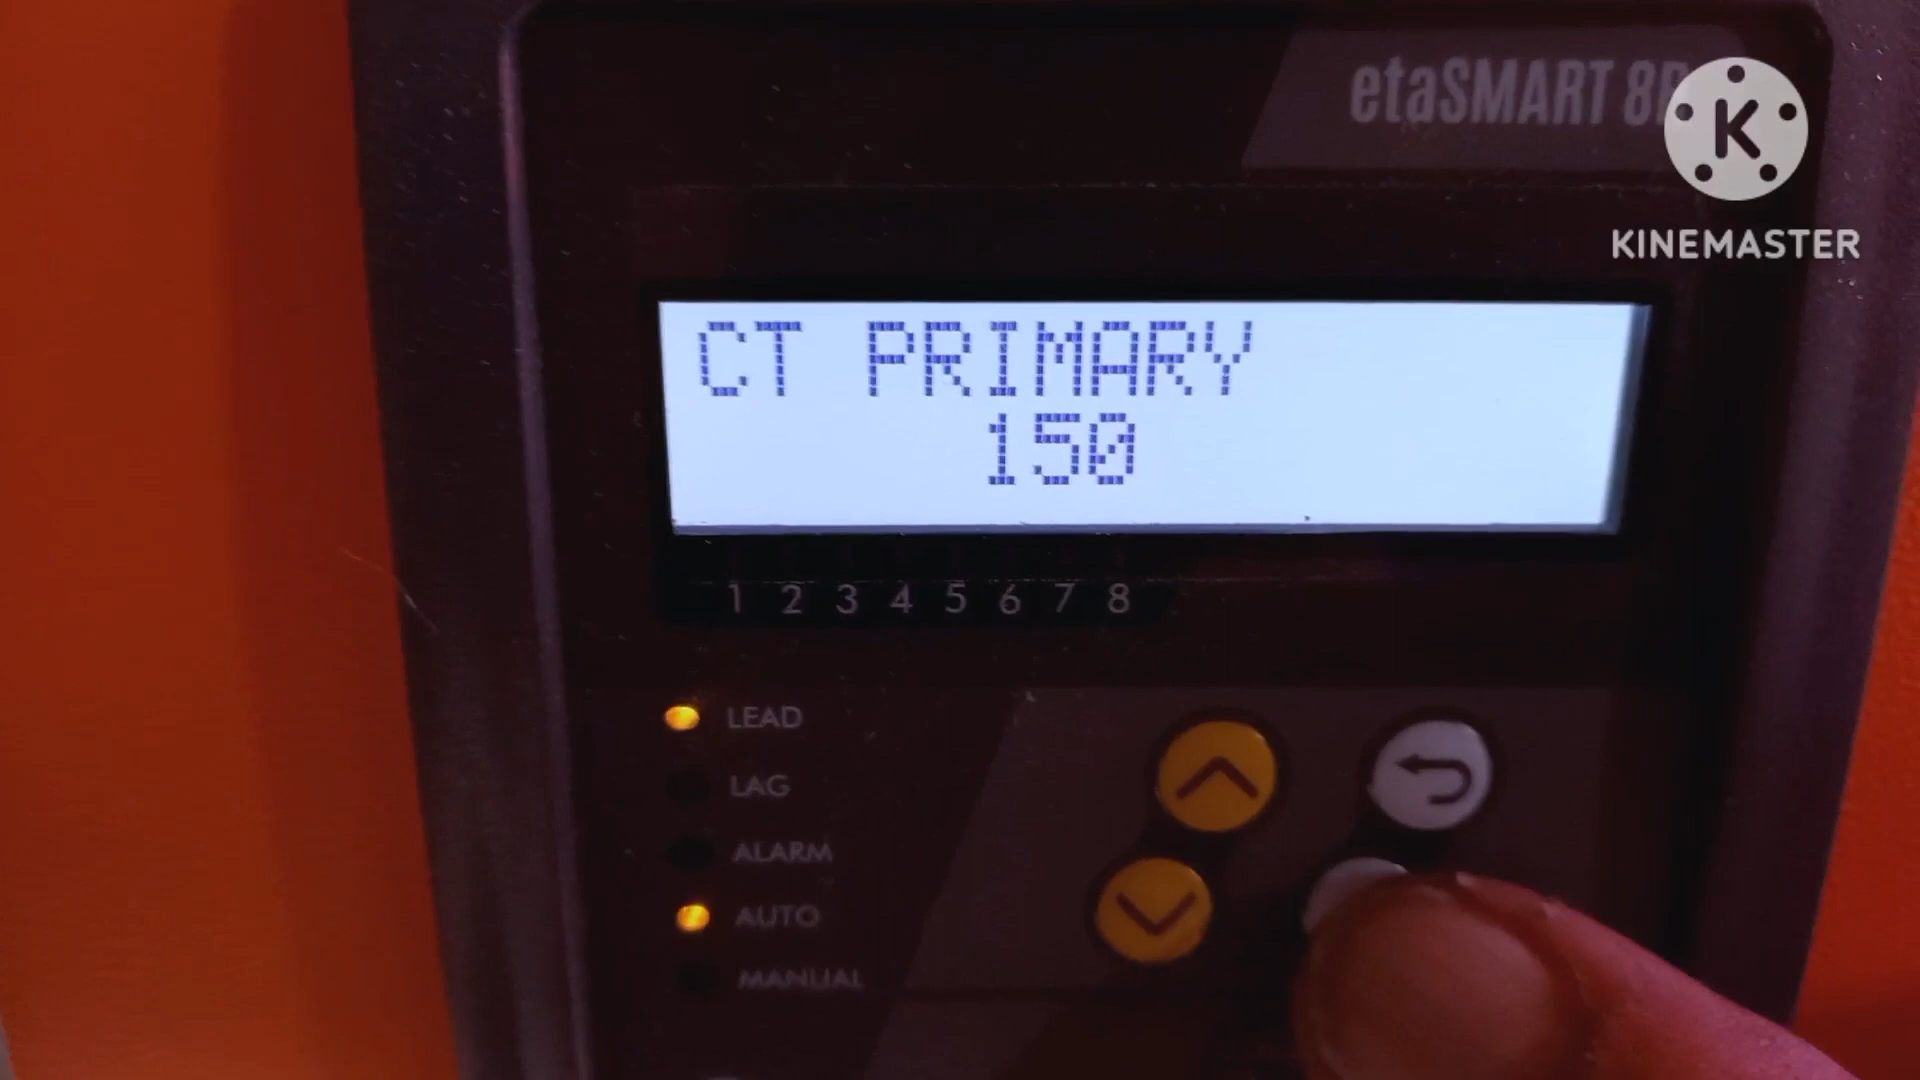 etaSMART 8
K
KINEMASTER
CT PRIMARY
150
1 2 3 4 5 6 7 8
LEAD
LAG
ALARM
AUTO
MANUAL